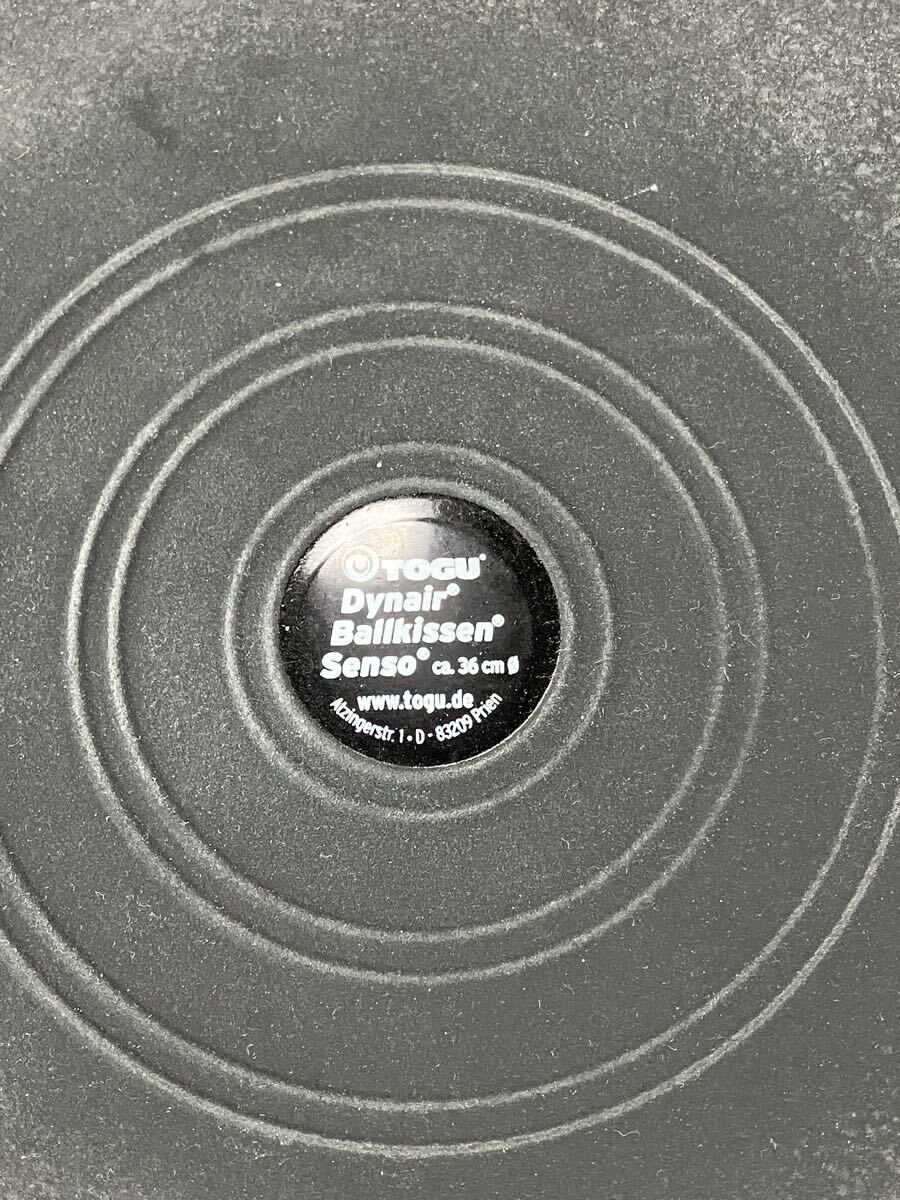 TOGU®
Dynair®
Ballkissen®
Senso® ca. 36 cm ø
www.togu.de
Atzingerstr. 1 • D - 83209 Prien